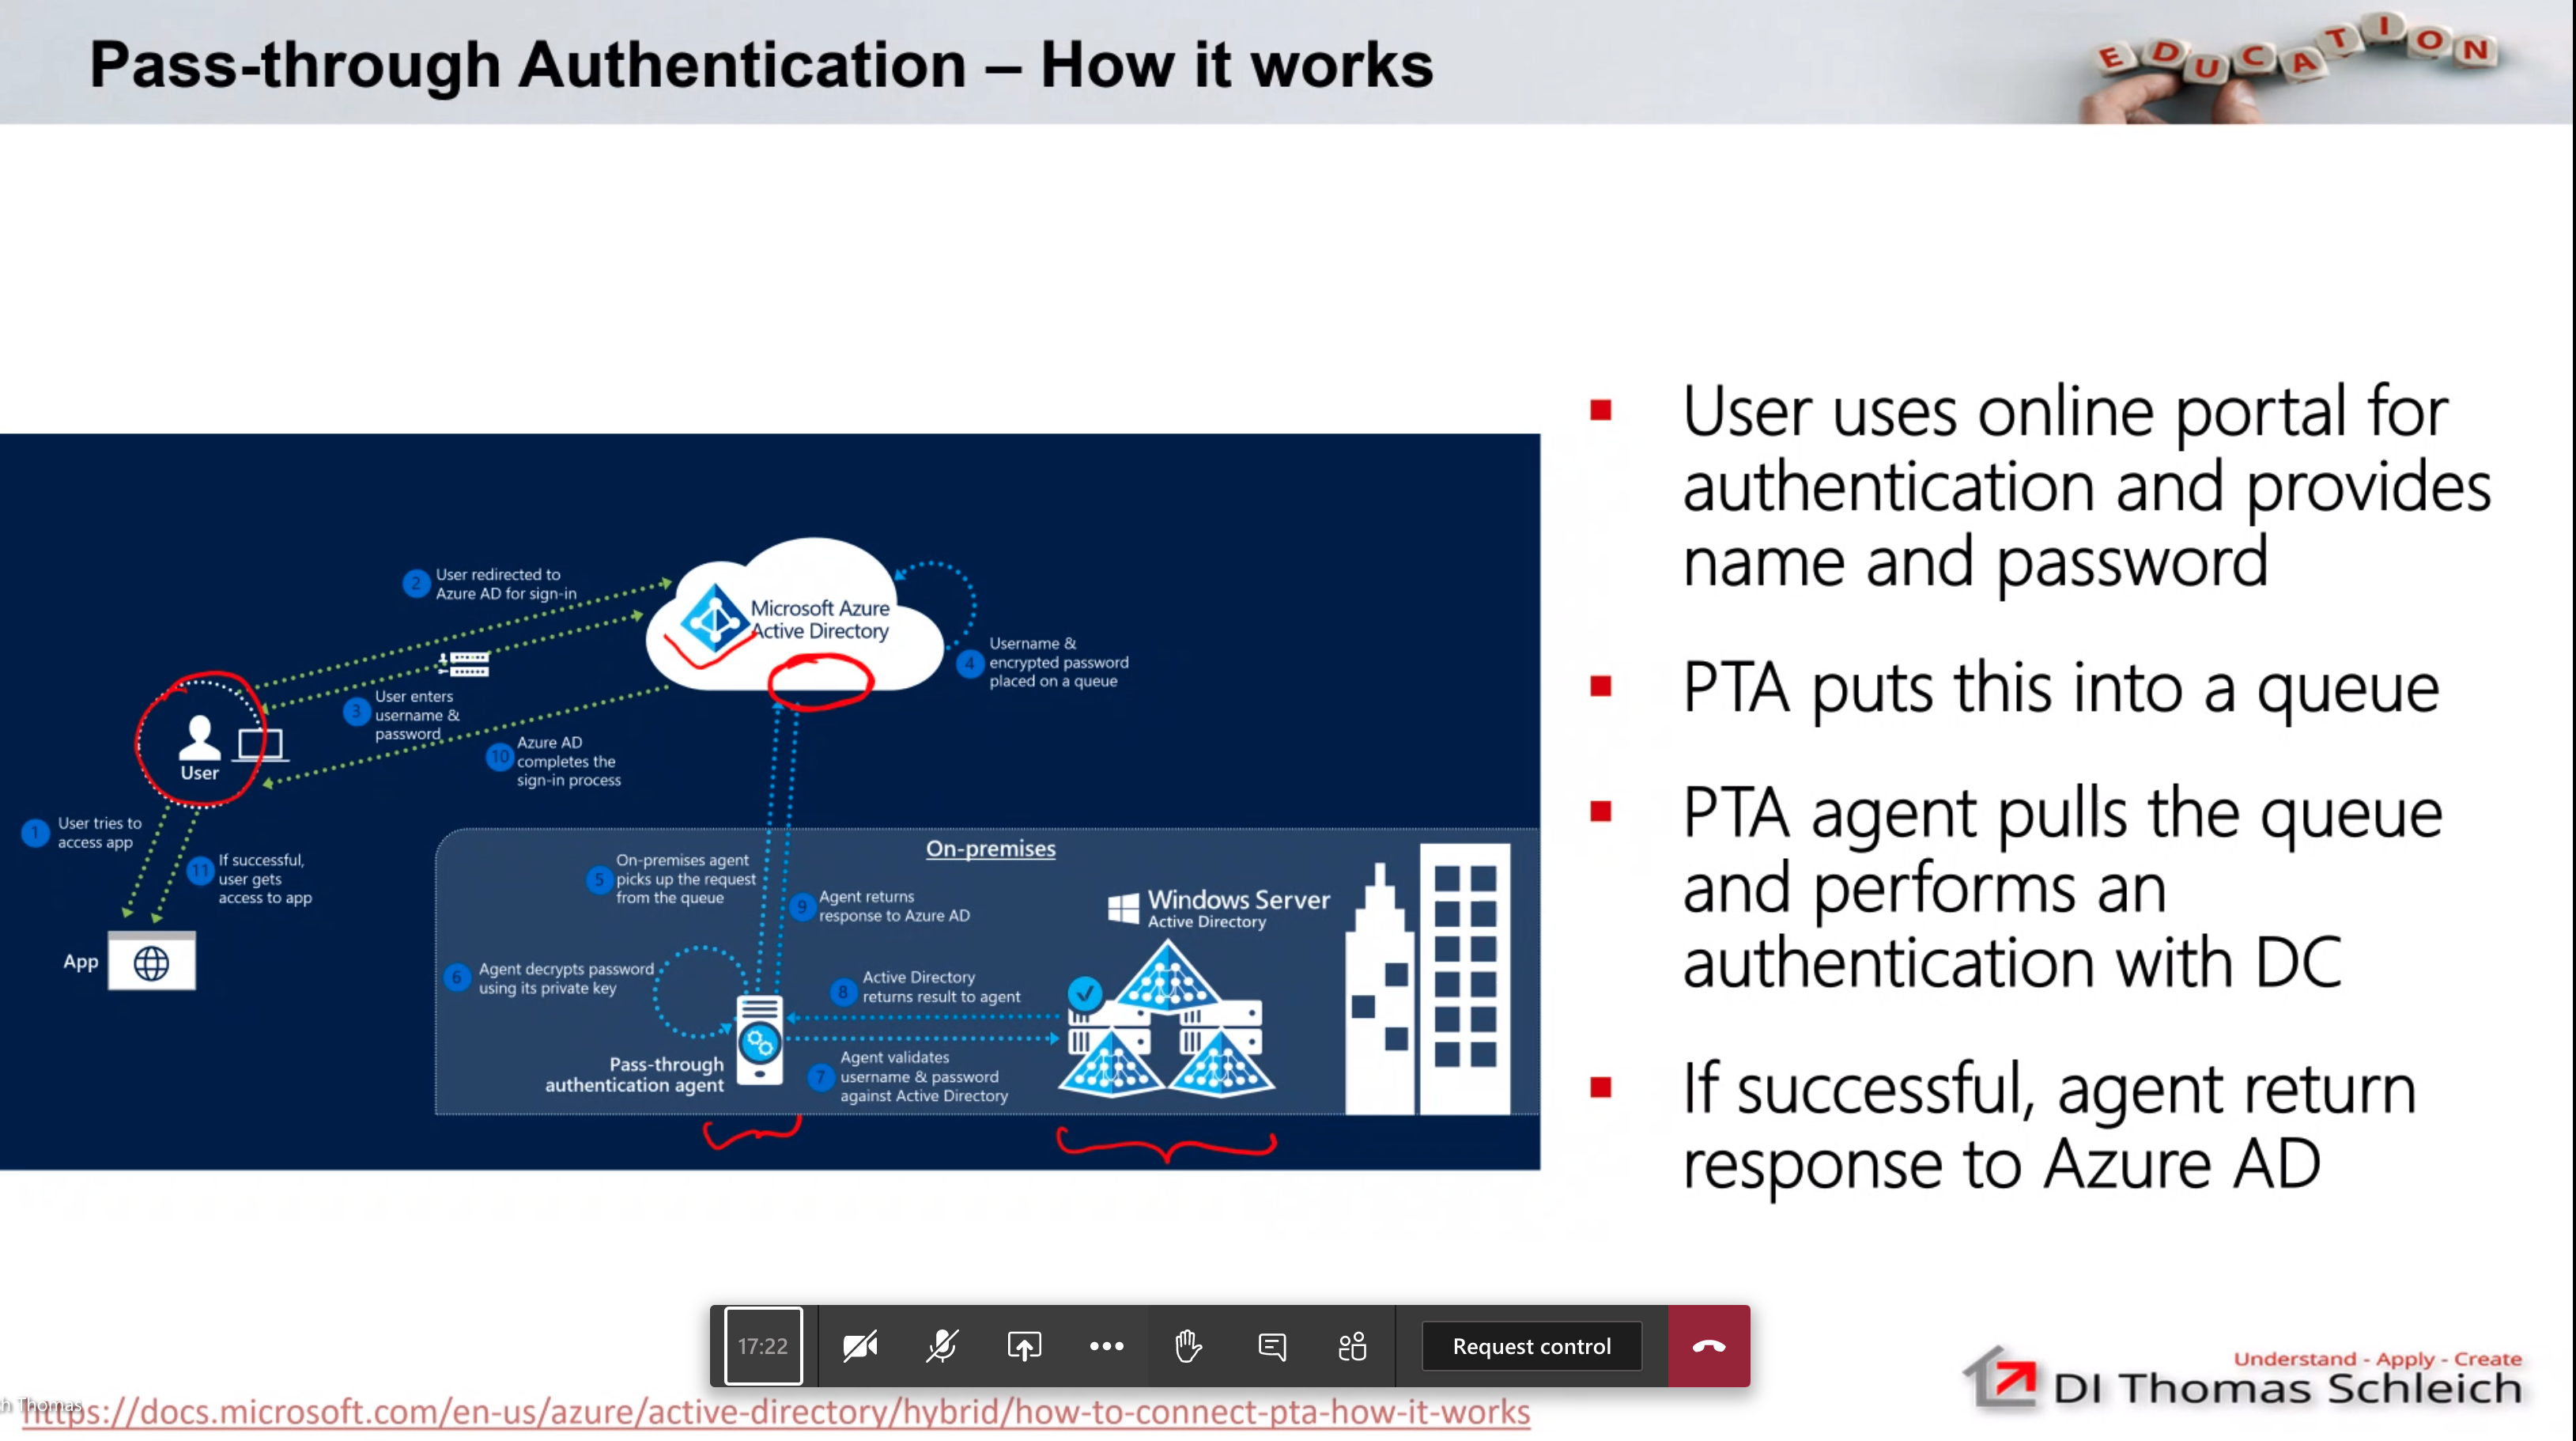 Pass-through Authentication – How it works
EDUCATION
User uses online portal for
authentication and provides
name and password
PTA puts this into a queue
PTA agent pulls the queue
and performs an
authentication with DC
If successful, agent return
response to Azure AD
2 User redirected to
Azure AD for sign-in
Microsoft Azure
Active Directory
4 Username &
encrypted password
placed on a queue
3 User enters
username &
password
User
10 Azure AD
completes the
sign-in process
1 User tries to
access app
11 If successful,
user gets
access to app
App
On-premises
5 On-premises agent
picks up the request
from the queue
9 Agent returns
response to Azure AD
Windows Server
Active Directory
6 Agent decrypts password
using its private key
8 Active Directory
returns result to agent
Pass-through
authentication agent
7 Agent validates
username & password
against Active Directory
17:22
Request control
Thomas
https://docs.microsoft.com/en-us/azure/active-directory/hybrid/how-to-connect-pta-how-it-works
Understand - Apply - Create
DI Thomas Schleich